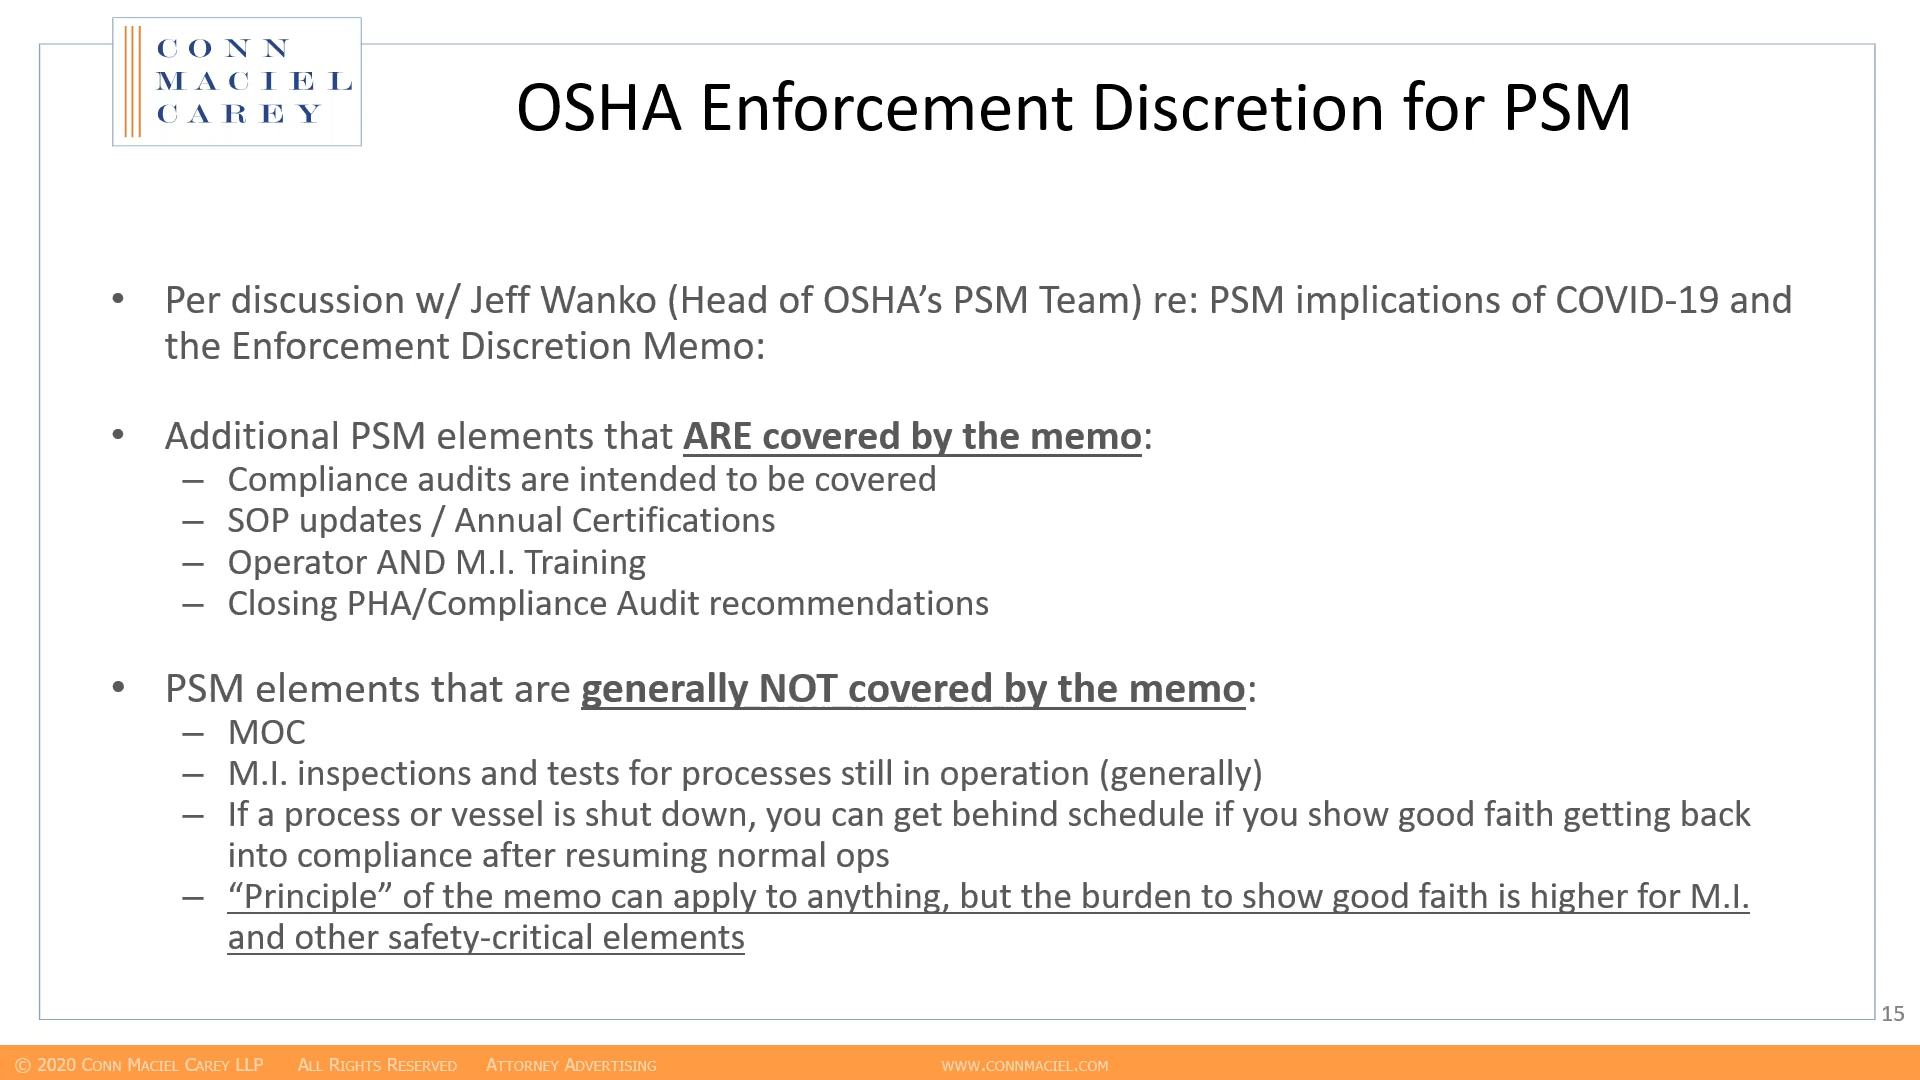 CONN
MACIEL
CAREY
OSHA Enforcement Discretion for PSM
• Per discussion w/ Jeff Wanko (Head of OSHA’s PSM Team) re: PSM implications of COVID-19 and
the Enforcement Discretion Memo:
• Additional PSM elements that ARE covered by the memo:
– Compliance audits are intended to be covered
– SOP updates / Annual Certifications
– Operator AND M.I. Training
– Closing PHA/Compliance Audit recommendations
• PSM elements that are generally NOT covered by the memo:
– MOC
– M.I. inspections and tests for processes still in operation (generally)
– If a process or vessel is shut down, you can get behind schedule if you show good faith getting back
into compliance after resuming normal ops
– “Principle” of the memo can apply to anything, but the burden to show good faith is higher for M.I.
and other safety-critical elements
15
© 2020 CONN MACIEL CAREY LLP ALL RIGHTS RESERVED ATTORNEY ADVERTISING WWW.CONNMACIEL.COM